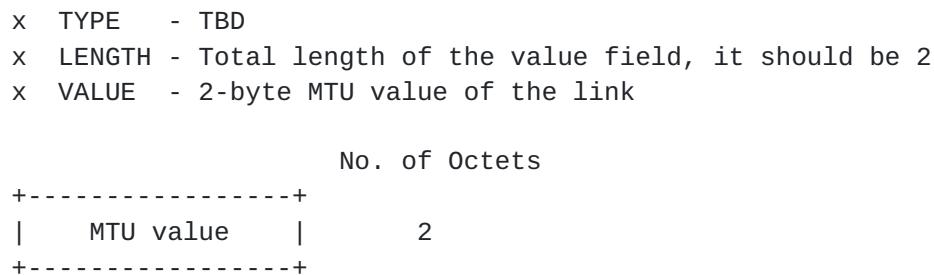 x  TYPE   - TBD
x  LENGTH - Total length of the value field, it should be 2
x  VALUE  - 2-byte MTU value of the link

                    No. of Octets
+-----------------+
|    MTU value    |       2
+-----------------+